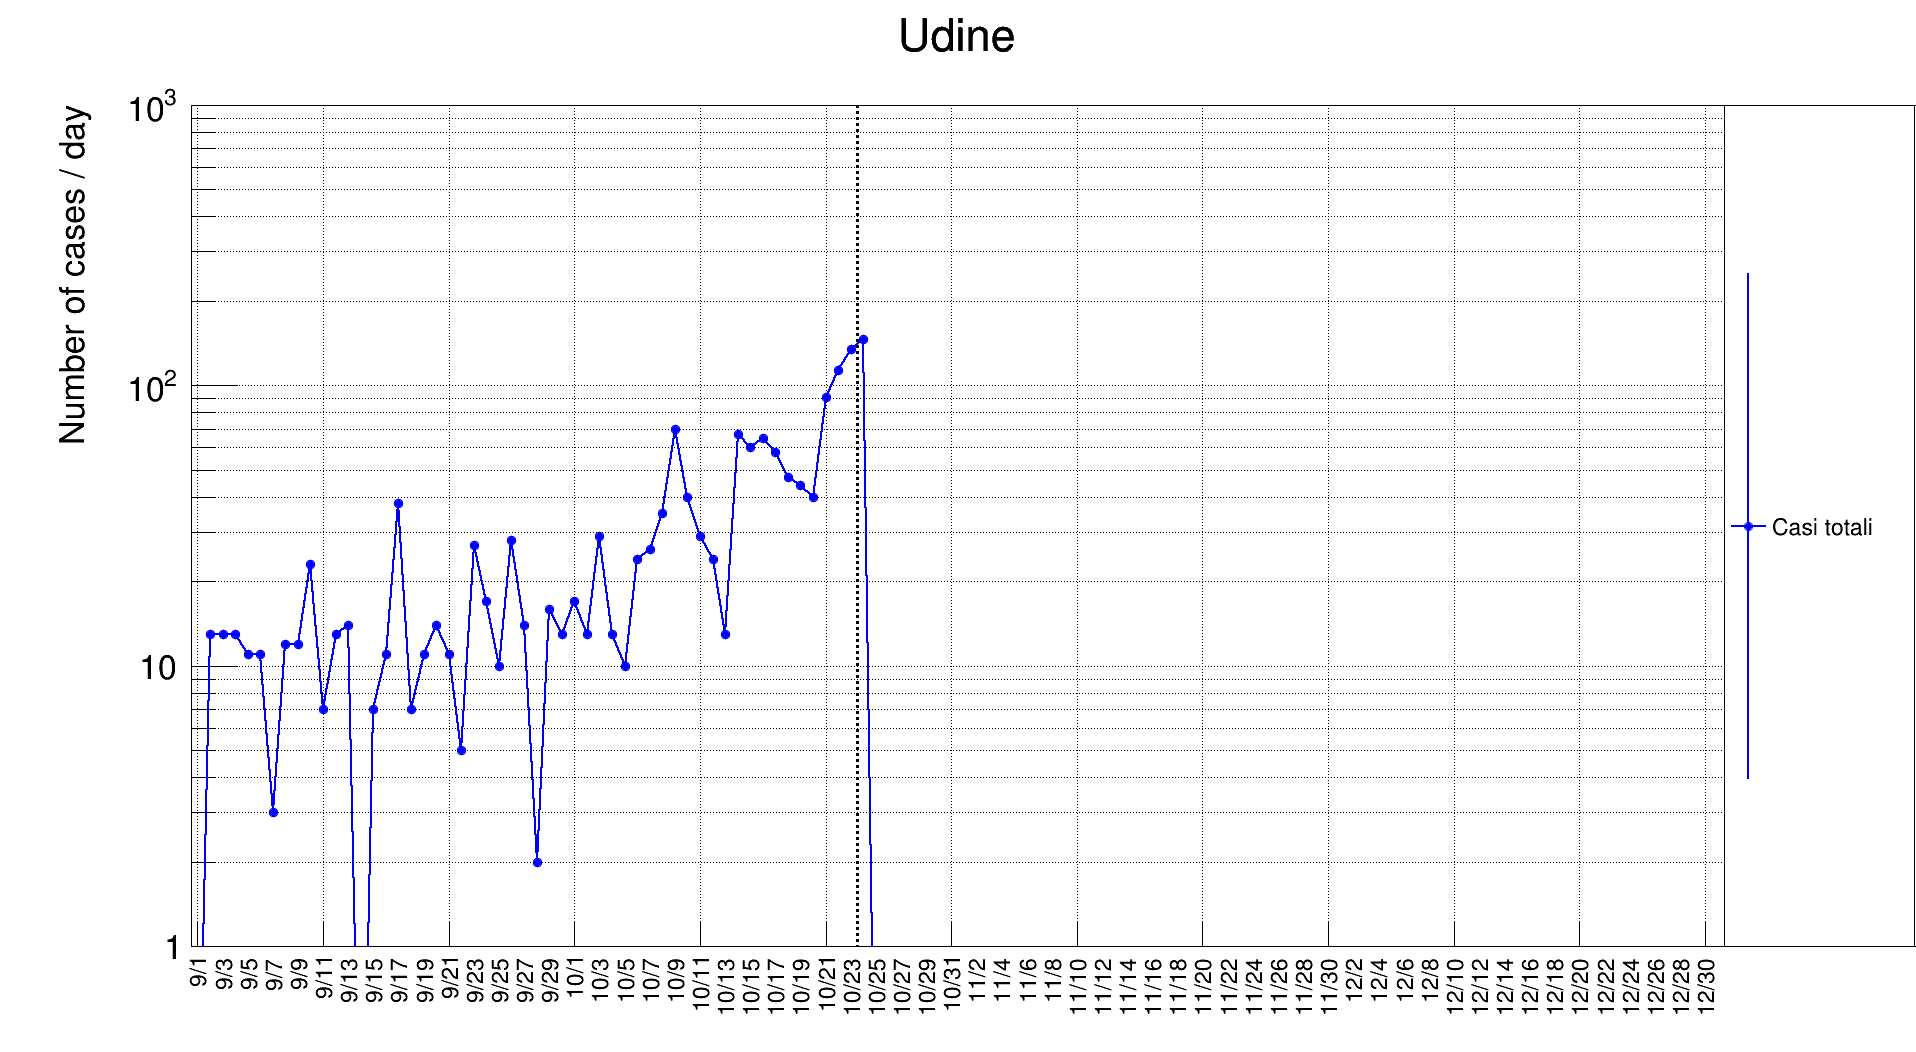 Udine
Number of cases / day
10³
10²
10
1
Casi totali
9/1 9/3 9/5 9/7 9/9 9/11 9/13 9/15 9/17 9/19 9/21 9/23 9/25 9/27 9/29 10/1 10/3 10/5 10/7 10/9 10/11 10/13 10/15 10/17 10/19 10/21 10/23 10/25 10/27 10/29 10/31 11/2 11/4 11/6 11/8 11/10 11/12 11/14 11/16 11/18 11/20 11/22 11/24 11/26 11/28 11/30 12/2 12/4 12/6 12/8 12/10 12/12 12/14 12/16 12/18 12/20 12/22 12/24 12/26 12/28 12/30